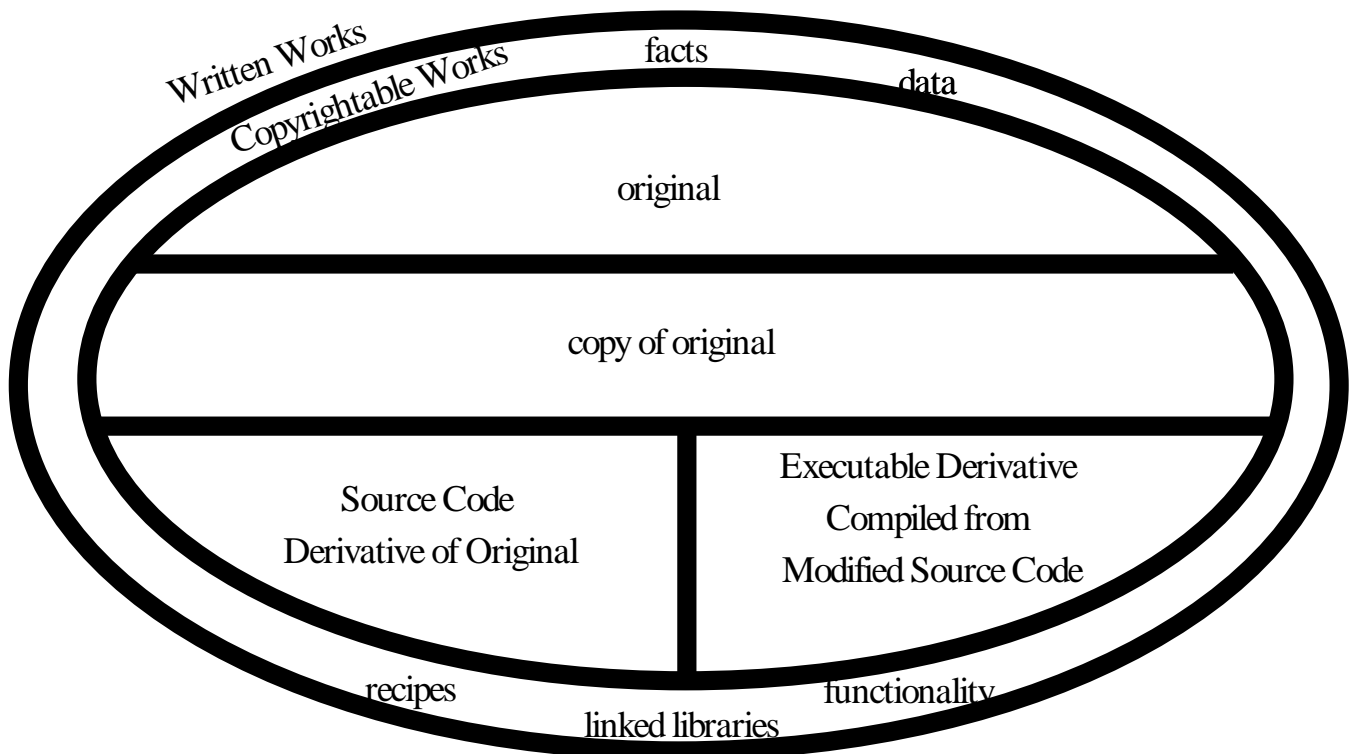 Written Works
Copyrightable Works
facts
data
original
copy of original
Source Code
Derivative of Original
Executable Derivative
Compiled from
Modified Source Code
recipes
linked libraries
functionality